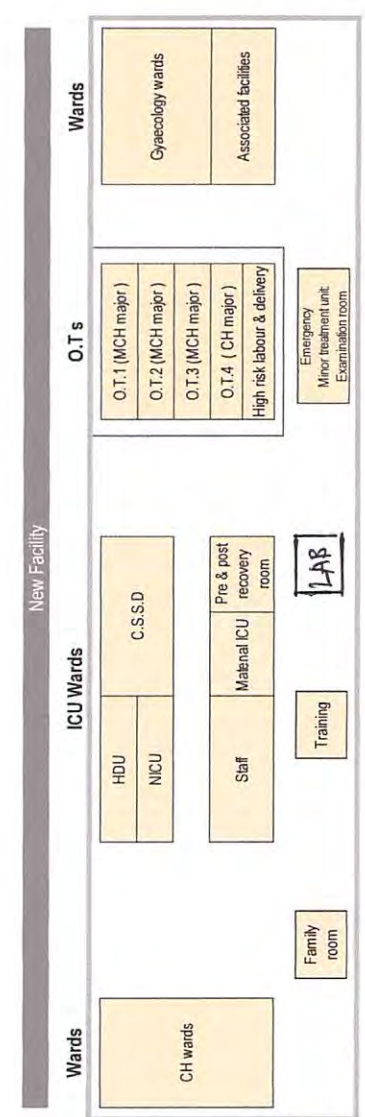 New Facility
Wards
ICU Wards
O.T s
Wards
CH wards
HDU
NICU
C.S.S.D
Staff
Matenal ICU
Pre & post
recovery
room
O.T.1 (MCH major )
O.T.2 (MCH major )
O.T.3 (MCH major )
O.T.4 ( CH major )
High risk labour & delivery
Gyaecology wards
Associated facilities
Family
room
Training
LAB
Emergency
Minor treatment unit
Examination room